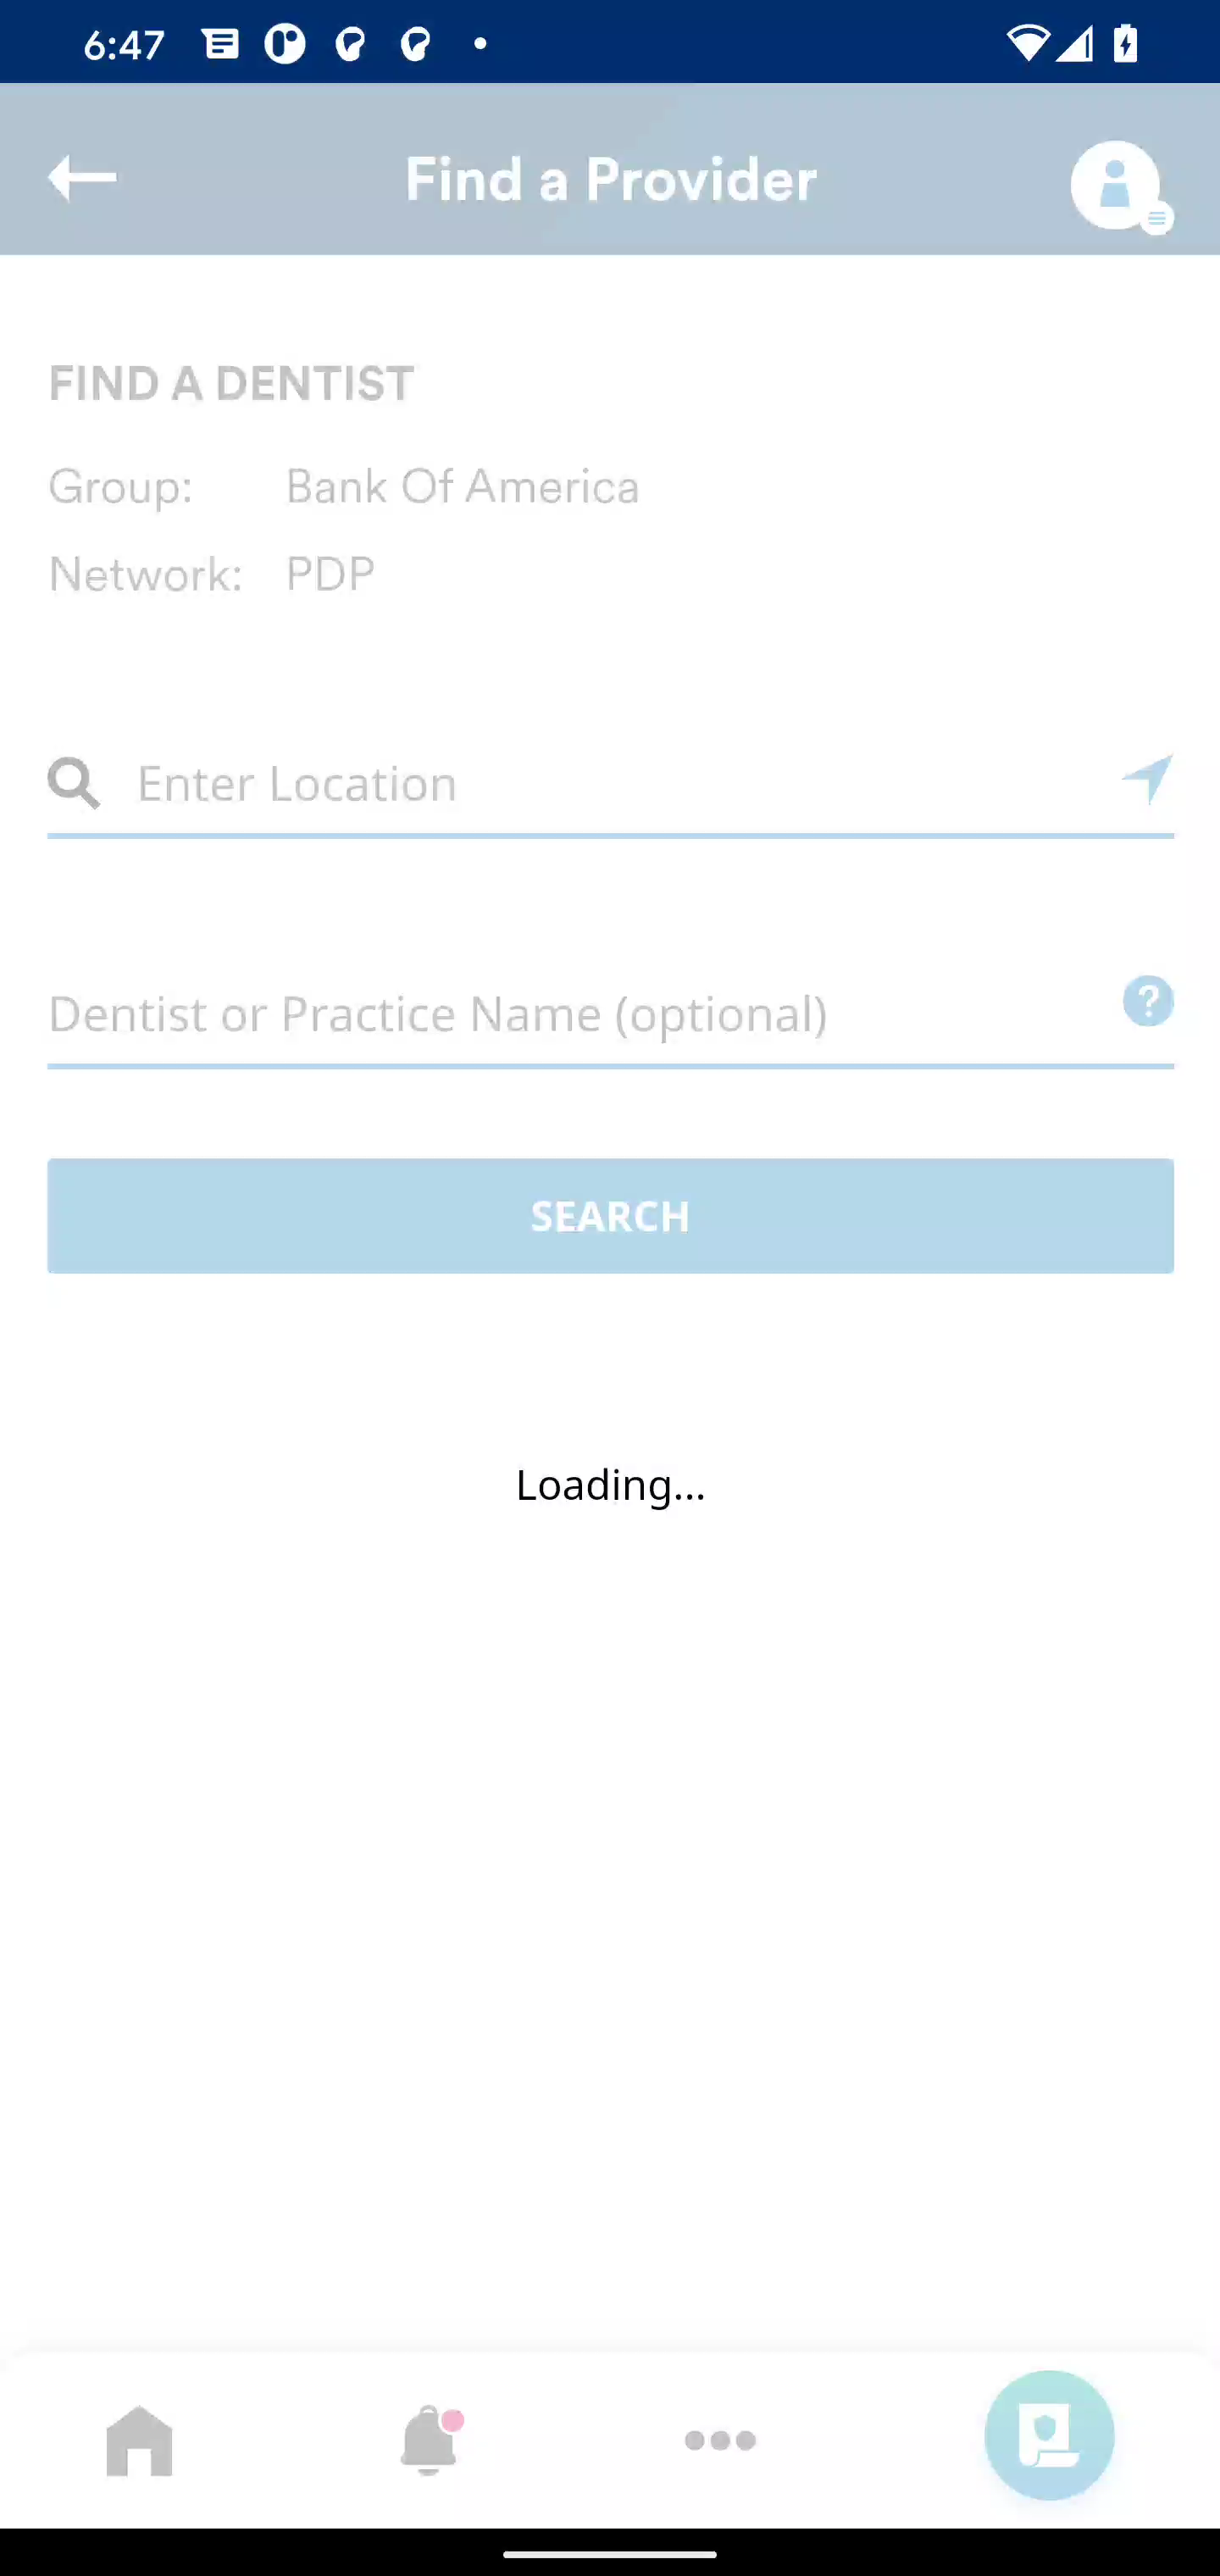 6:47
Find a Provider
FIND A DENTIST
Group: Bank Of America
Network: PDP
Enter Location
Dentist or Practice Name (optional)
?
SEARCH
Loading...